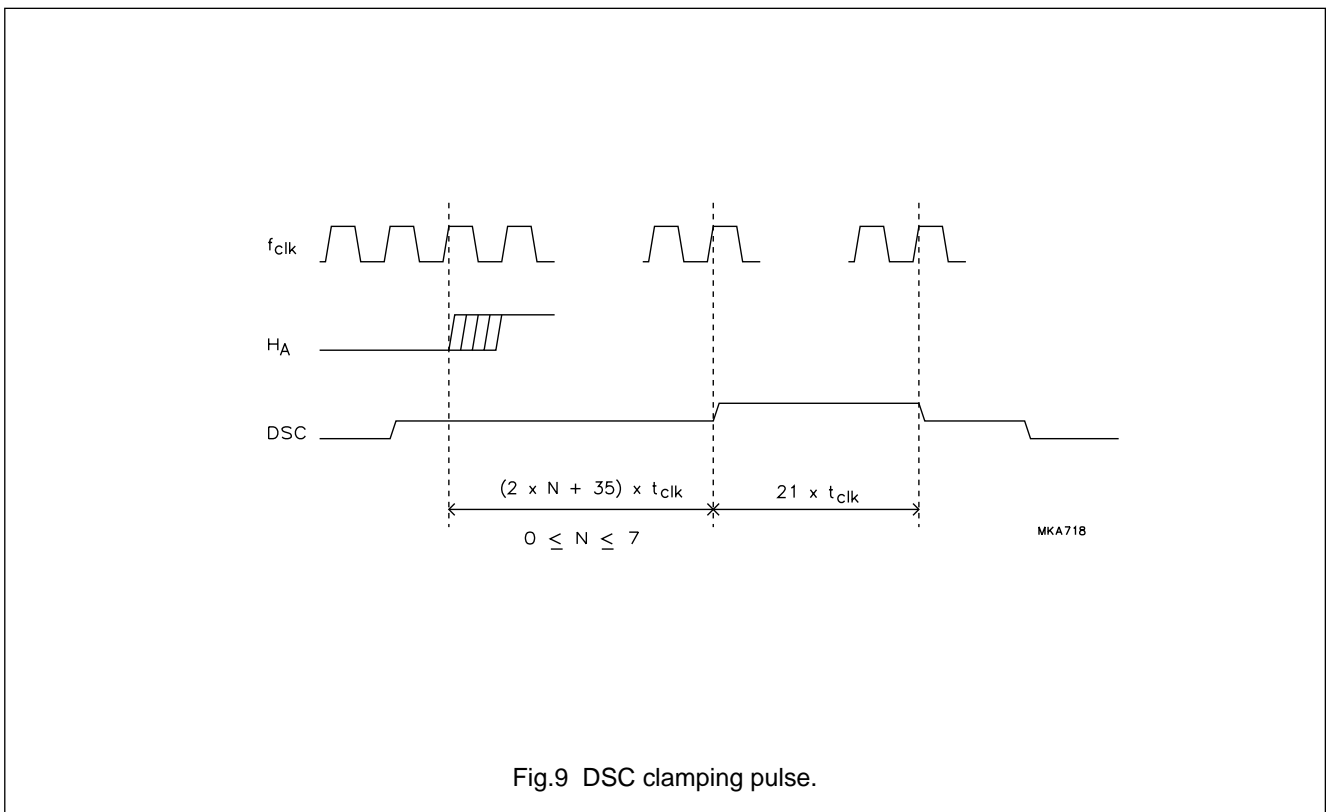 fclk
HA
DSC
(2 x N + 35) x tclk
21 x tclk
0 ≤ N ≤ 7
MKA718
Fig.9 DSC clamping pulse.